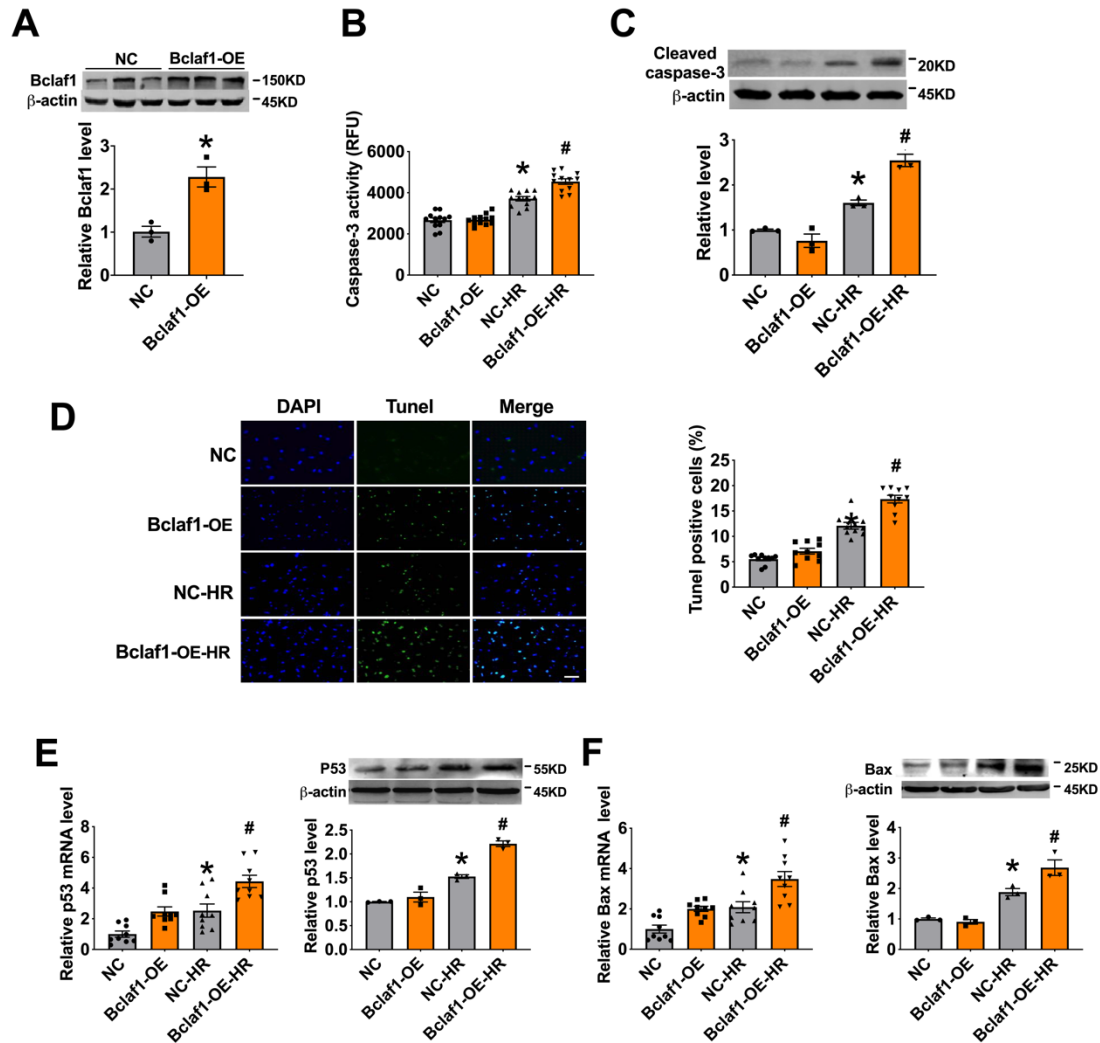 A
NC Bclaf1-OE
Bclaf1
150KD
β-actin
45KD
Relative Bclaf1 level
3
2
1
0
*
NC
Bclaf1-OE
B
Caspase-3 activity (RFU)
6000
4000
2000
0
*
#
NC
Bclaf1-OE
NC-HR
Bclaf1-OE-HR
C
Cleaved
caspase-3
20KD
β-actin
45KD
Relative level
3
2
1
0
*
#
NC
Bclaf1-OE
NC-HR
Bclaf1-OE-HR
D
DAPI Tunel Merge
NC
Bclaf1-OE
NC-HR
Bclaf1-OE-HR
Tunel positive cells (%)
25
20
15
10
5
0
*
#
NC
Bclaf1-OE
NC-HR
Bclaf1-OE-HR
E
Relative p53 mRNA level
8
6
4
2
0
*
#
NC
Bclaf1-OE
NC-HR
Bclaf1-OE-HR
P53
55KD
β-actin
45KD
Relative p53 level
2.5
2.0
1.5
1.0
0.5
0.0
*
#
NC
Bclaf1-OE
NC-HR
Bclaf1-OE-HR
F
Relative Bax mRNA level
6
4
2
0
*
#
NC
Bclaf1-OE
NC-HR
Bclaf1-OE-HR
Bax
25KD
β-actin
45KD
Relative Bax level
4
3
2
1
0
*
#
NC
Bclaf1-OE
NC-HR
Bclaf1-OE-HR